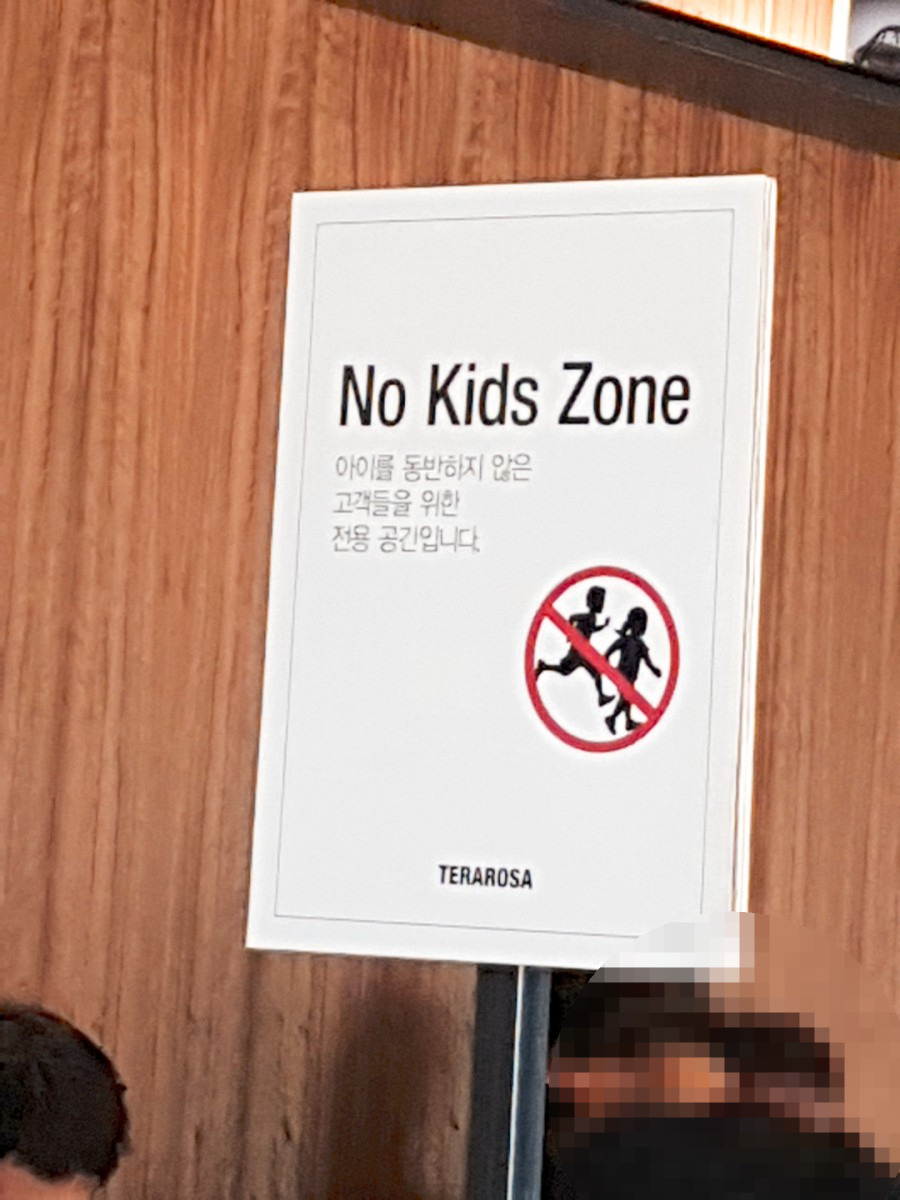 No Kids Zone
아이를 동반하지 않은
고객들을 위한
전용 공간입니다.
TERAROSA